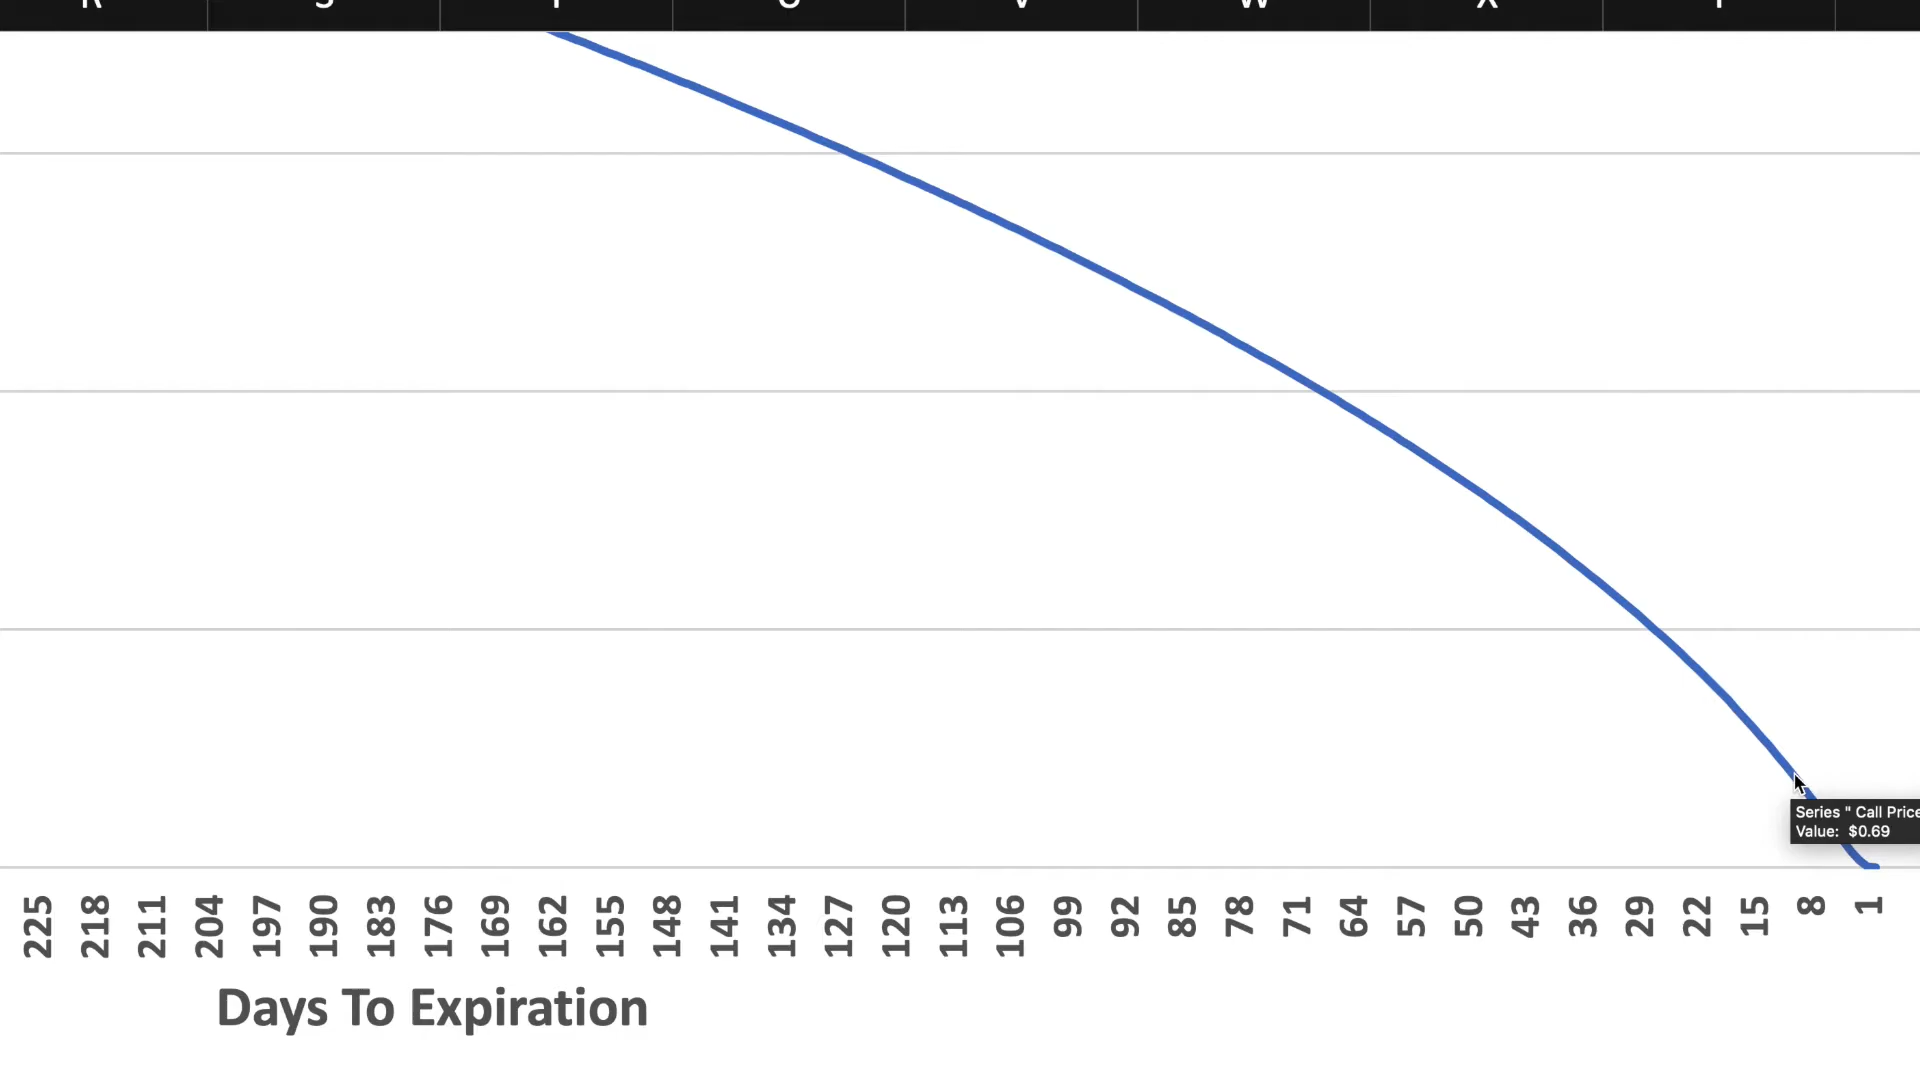 R S T U V W X Y
Series " Call Price
Value: $0.69
225 218 211 204 197 190 183 176 169 162 155 148 141 134 127 120 113 106 99 92 85 78 71 64 57 50 43 36 29 22 15 8 1
Days To Expiration